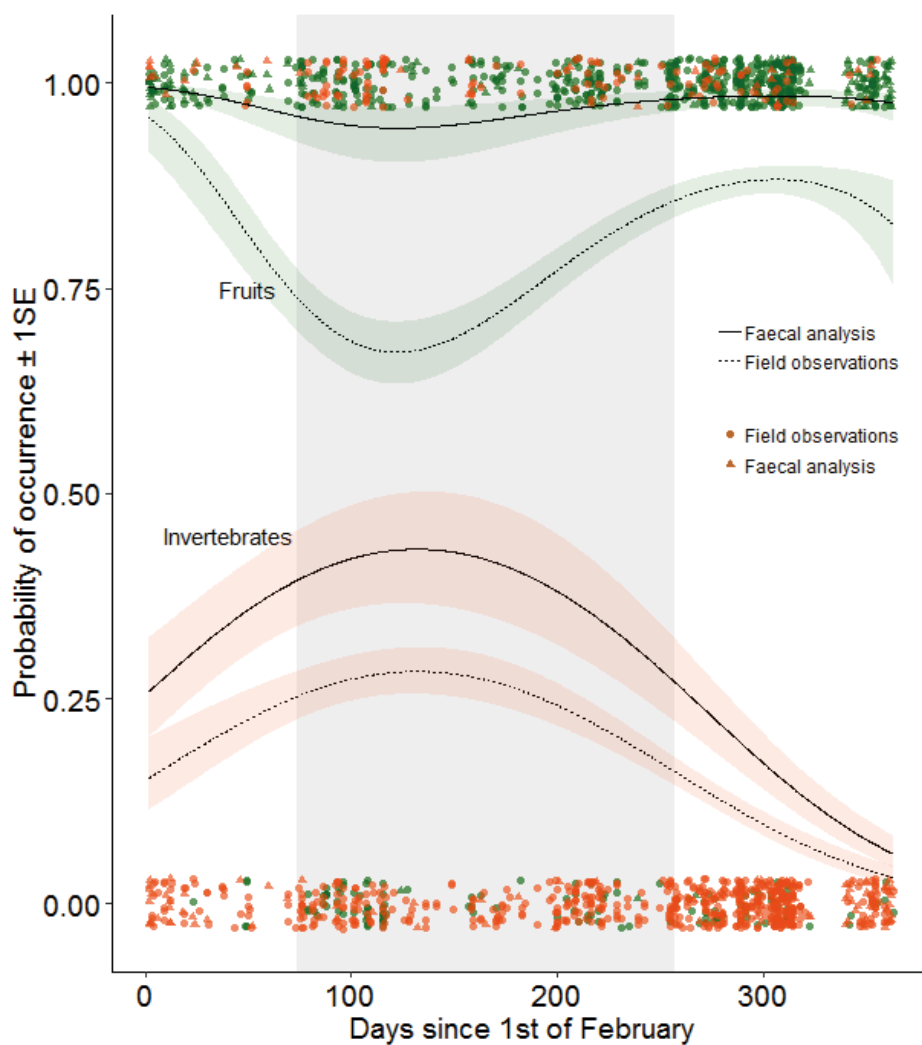 Probability of occurrence ± 1SE
1.00
0.75
0.50
0.25
0.00
Fruits
Invertebrates
Faecal analysis
Field observations
Field observations
Faecal analysis
0
100
200
300
Days since 1st of February